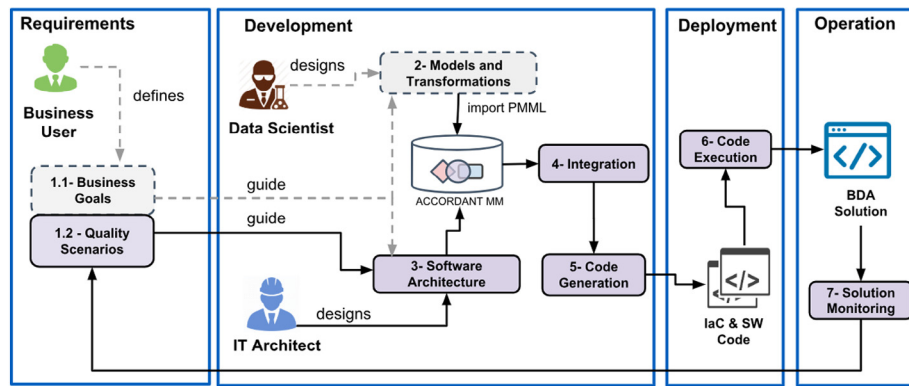 Requirements
Business
User
defines
1.1- Business
Goals
1.2 - Quality
Scenarios
guide
guide
Development
designs
Data Scientist
2- Models and
Transformations
import PMML
ACCORDANT MM
4- Integration
3- Software
Architecture
5- Code
Generation
designs
IT Architect
Deployment
6- Code
Execution
</>
IaC & SW
Code
Operation
</>
BDA
Solution
7- Solution
Monitoring